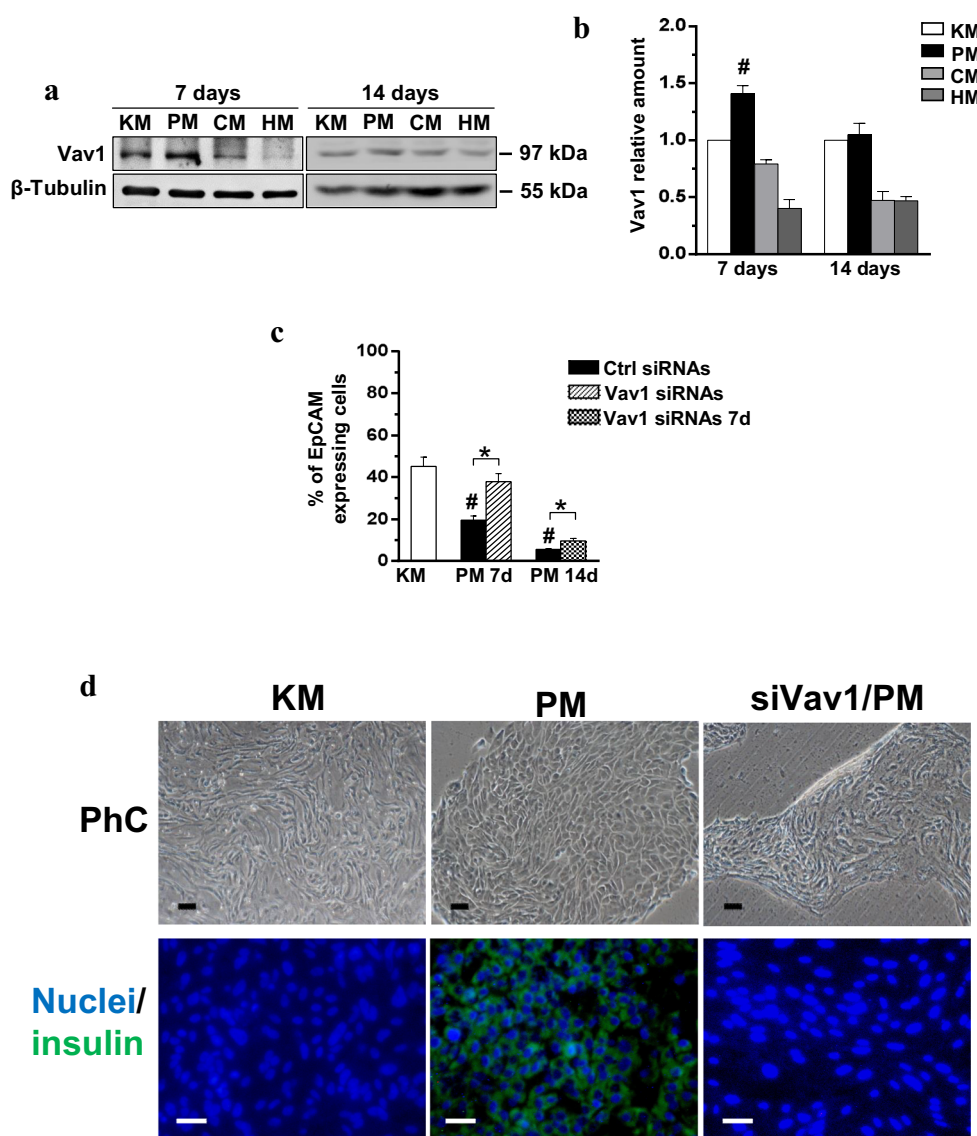 a
7 days 14 days
KM PM CM HM KM PM CM HM
Vav1 – 97 kDa
β-Tubulin – 55 kDa
b
Vav1 relative amount
2.0
1.5
1.0
0.5
0.0
#
7 days 14 days
KM
PM
CM
HM
c
% of EpCAM
expressing cells
100
80
60
40
20
0
# * # *
KM PM 7d PM 14d
Ctrl siRNAs
Vav1 siRNAs
Vav1 siRNAs 7d
d
KM PM siVav1/PM
PhC
Nuclei/
insulin